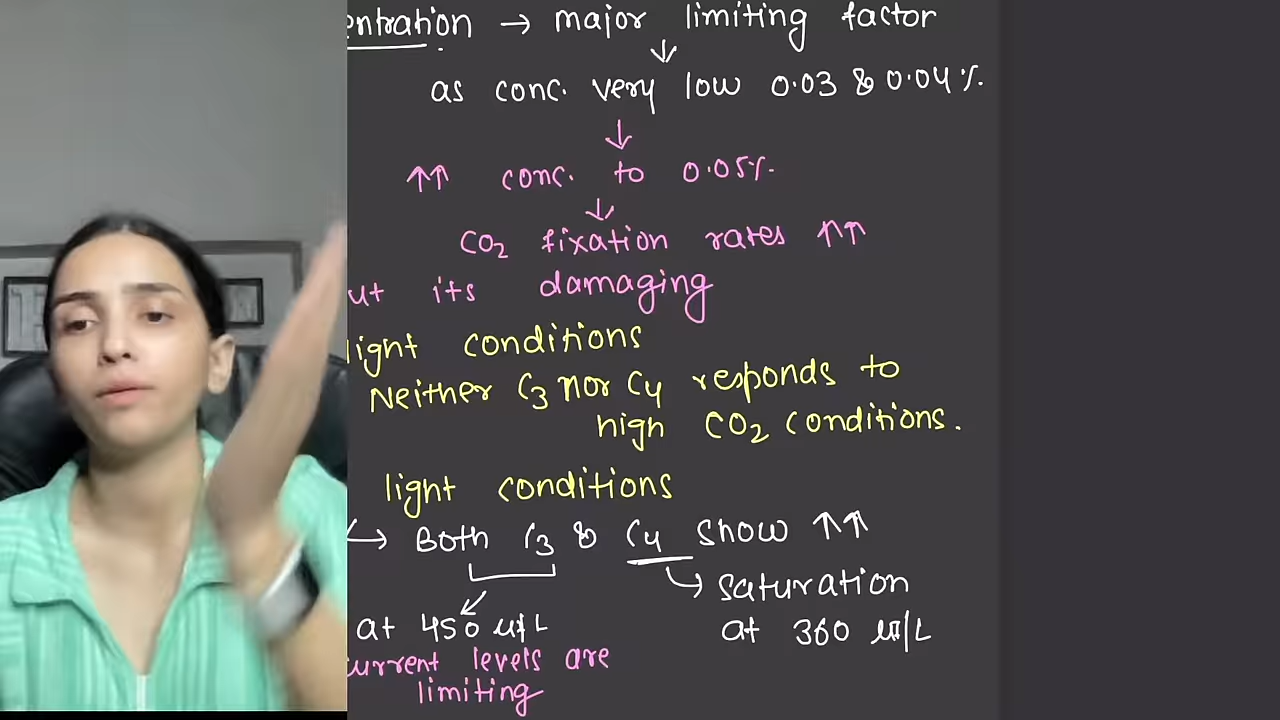 entration → major limiting factor
↓
as conc. very low 0.03 & 0.04%
↓
↑↑ conc. to 0.05%
↓
CO2 fixation rates ↑↑
ut its damaging
light conditions
Neither C3 nor C4 responds to
high CO2 conditions.
light conditions
↳ Both C3 & C4 show ↑↑
↳ saturation
at 450 µl/L
at 360 µl/L
urrent levels are
limiting